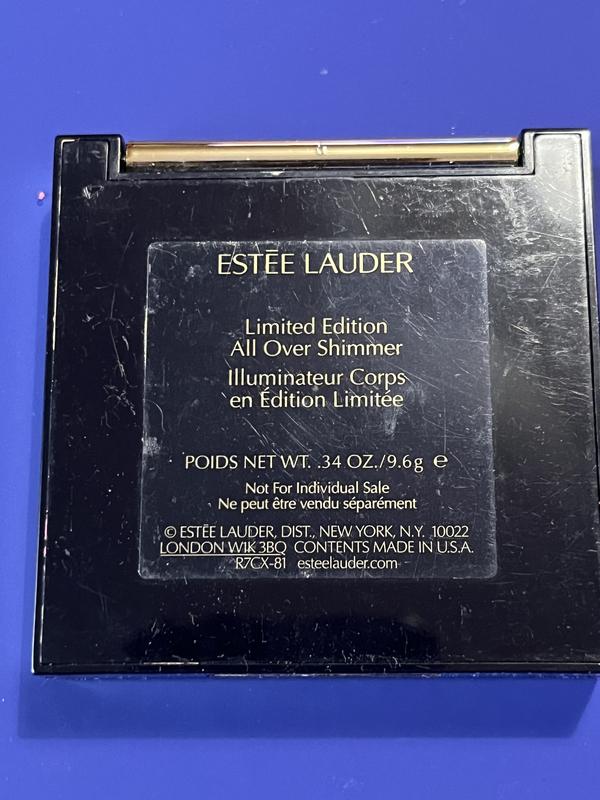 ESTĒE LAUDER
Limited Edition
All Over Shimmer
Illuminateur Corps
en Édition Limitée
POIDS NET WT. .34 OZ./9.6g ℮
Not For Individual Sale
Ne peut être vendu séparément
© ESTĒE LAUDER, DIST., NEW YORK, N.Y. 10022
LONDON WIK 3BQ CONTENTS MADE IN U.S.A.
R7CX-81 esteelauder.com